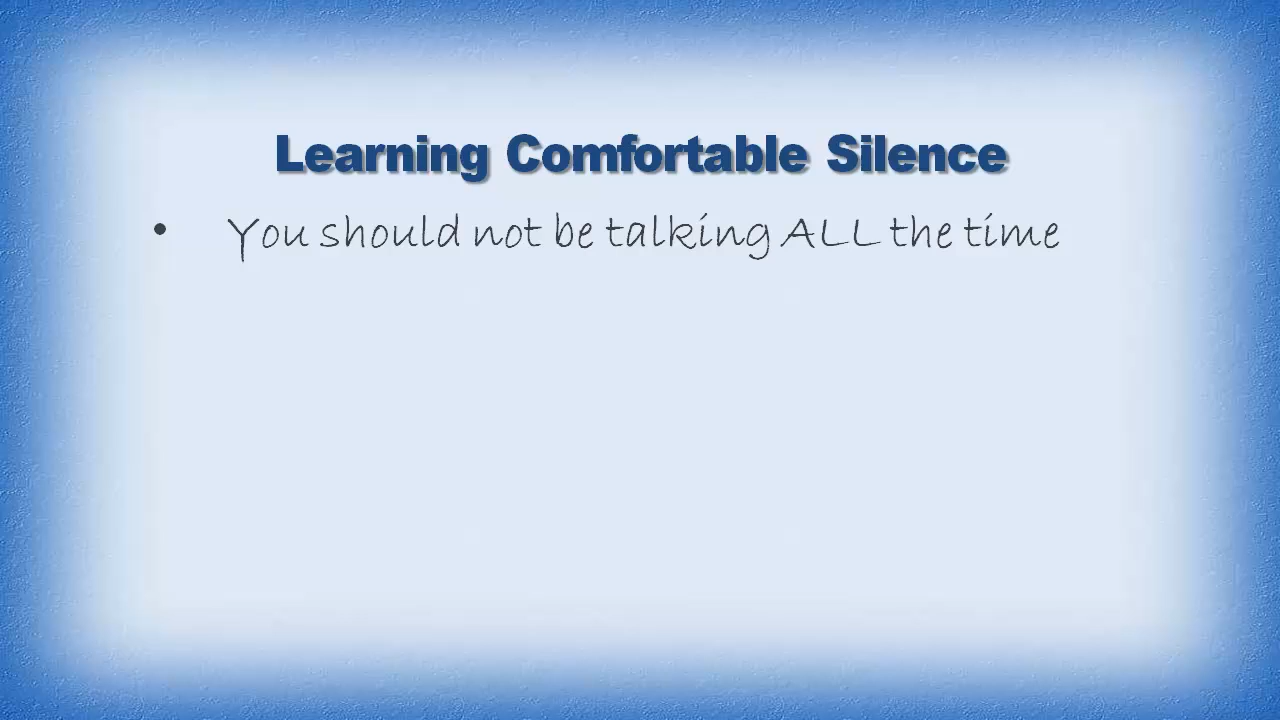 Learning Comfortable Silence
• You should not be talking ALL the time